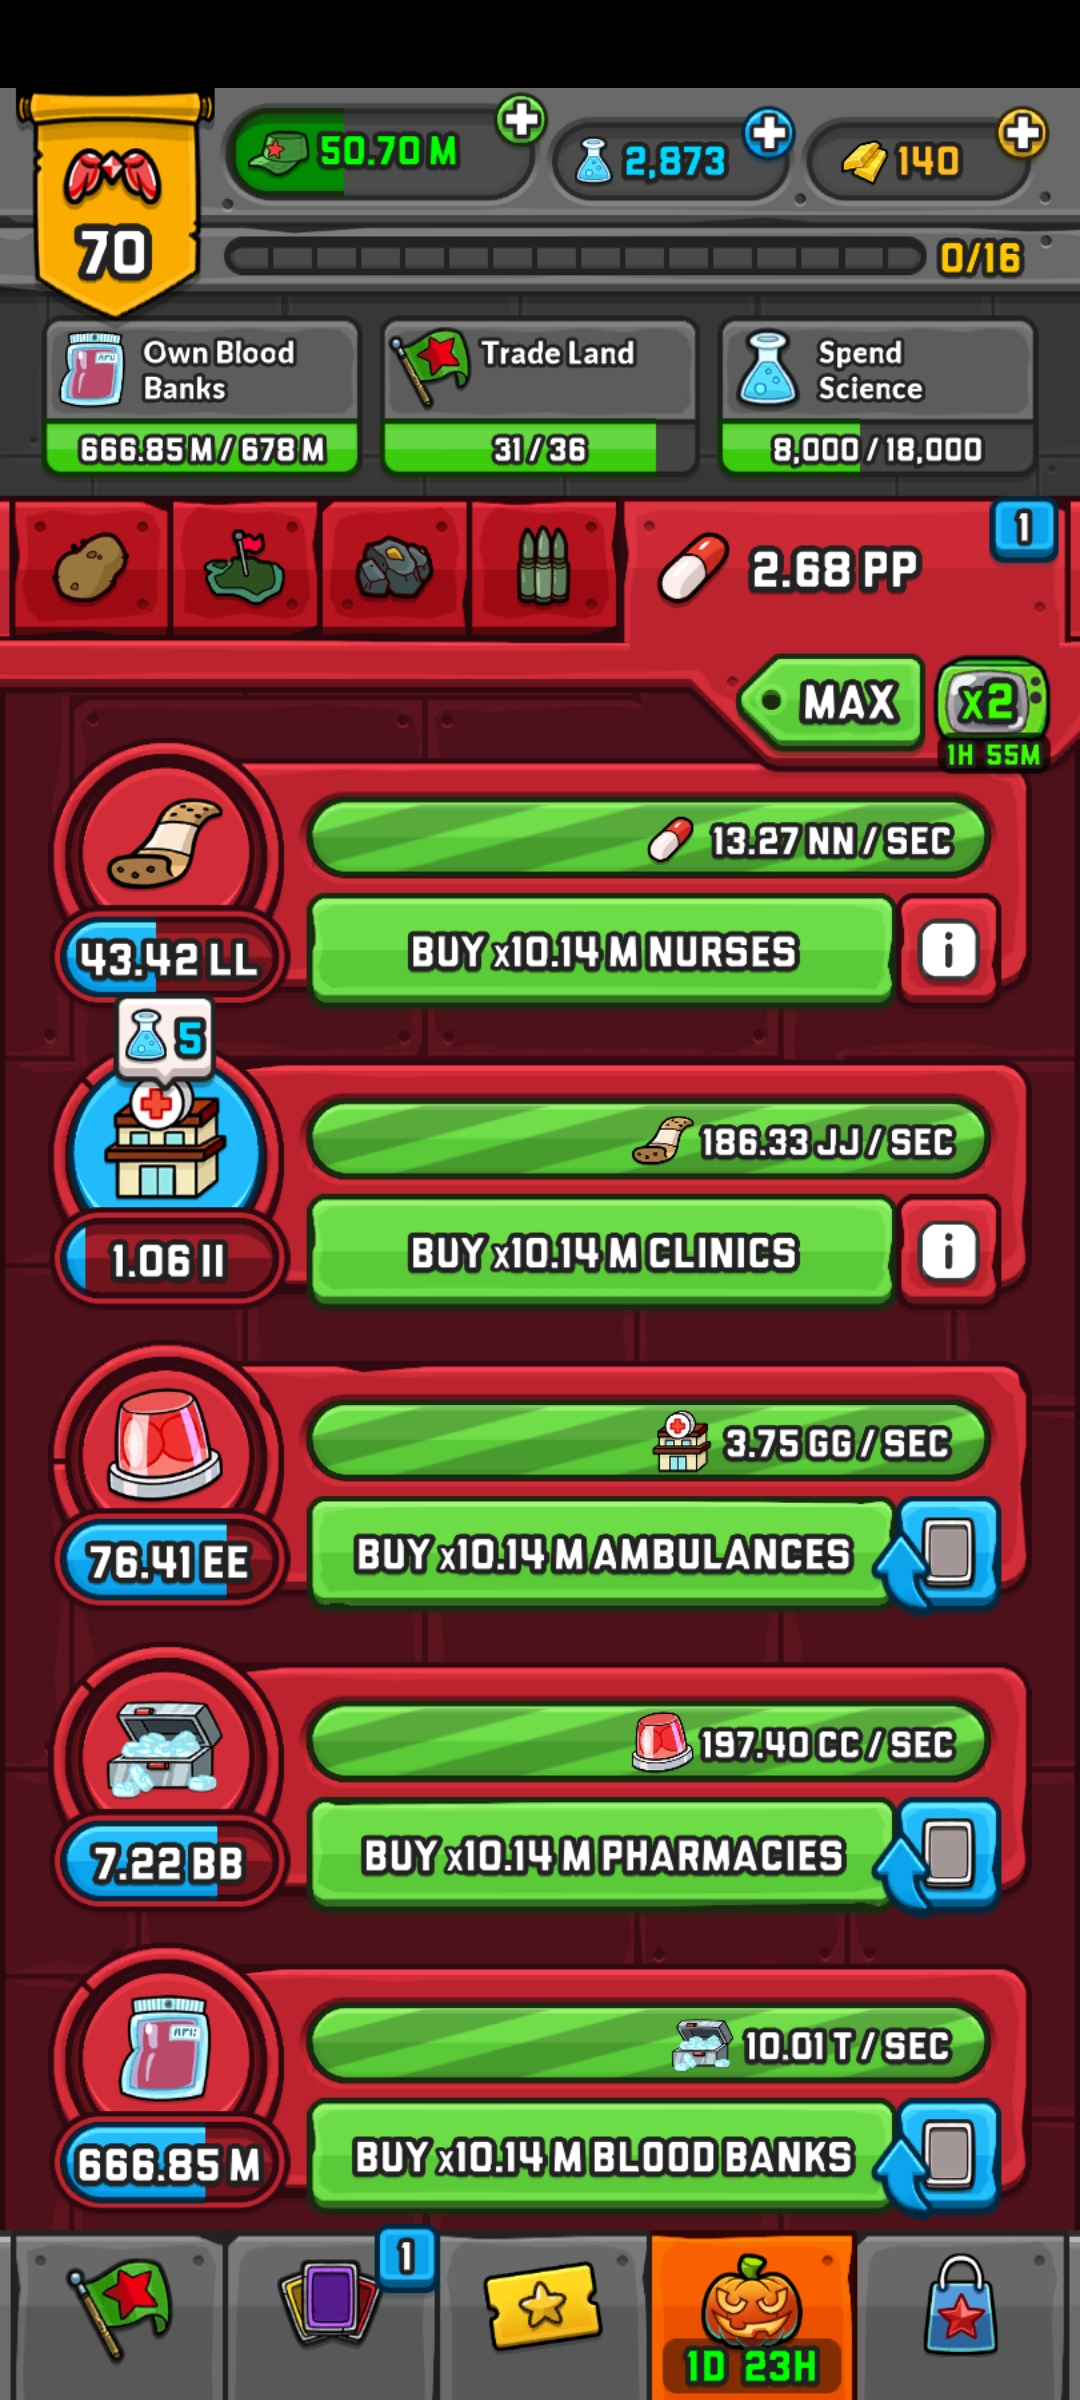 50.70 M
2,873
140
70
0/16
Own Blood
Banks
666.85 M / 678 M
Trade Land
31 / 36
Spend
Science
8,000 / 18,000
2.68 PP
1
MAX
x2
1H 55M
13.27 NN / SEC
43.42 LL
BUY x10.14 M NURSES
i
5
186.33 JJ / SEC
1.06 II
BUY x10.14 M CLINICS
i
3.75 GG / SEC
76.41 EE
BUY x10.14 M AMBULANCES
197.40 CC / SEC
7.22 BB
BUY x10.14 M PHARMACIES
10.01 T / SEC
666.85 M
BUY x10.14 M BLOOD BANKS
1
1D 23H